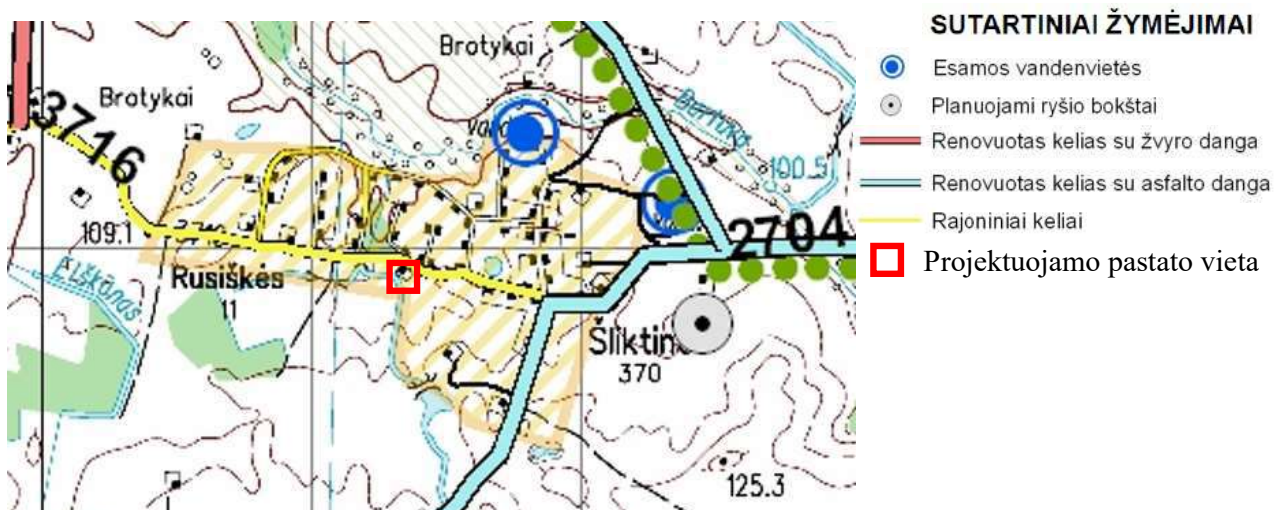 Brotykai
Brotykai
3716
109.1
Rusiškės
11
100.5
2704
370
125.3
SUTARTINIAI ŽYMĖJIMAI
Esamos vandenvietės
Planuojami ryšio bokštai
Renovuotas kelias su žvyro danga
Renovuotas kelias su asfalto danga
Rajoniniai keliai
Projektuojamo pastato vieta